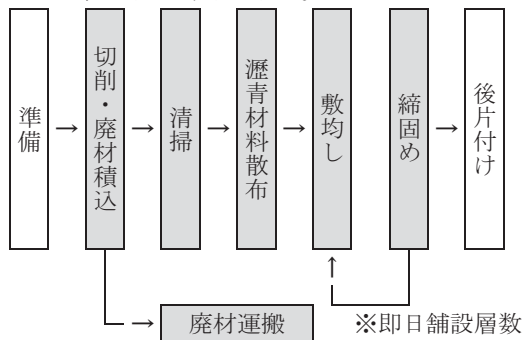 準備
→
切削・廃材積込
→
清掃
→
瀝青材料散布
→
敷均し
→
締固め
→
後片付け
↑
→
廃材運搬
※即日舗設層数